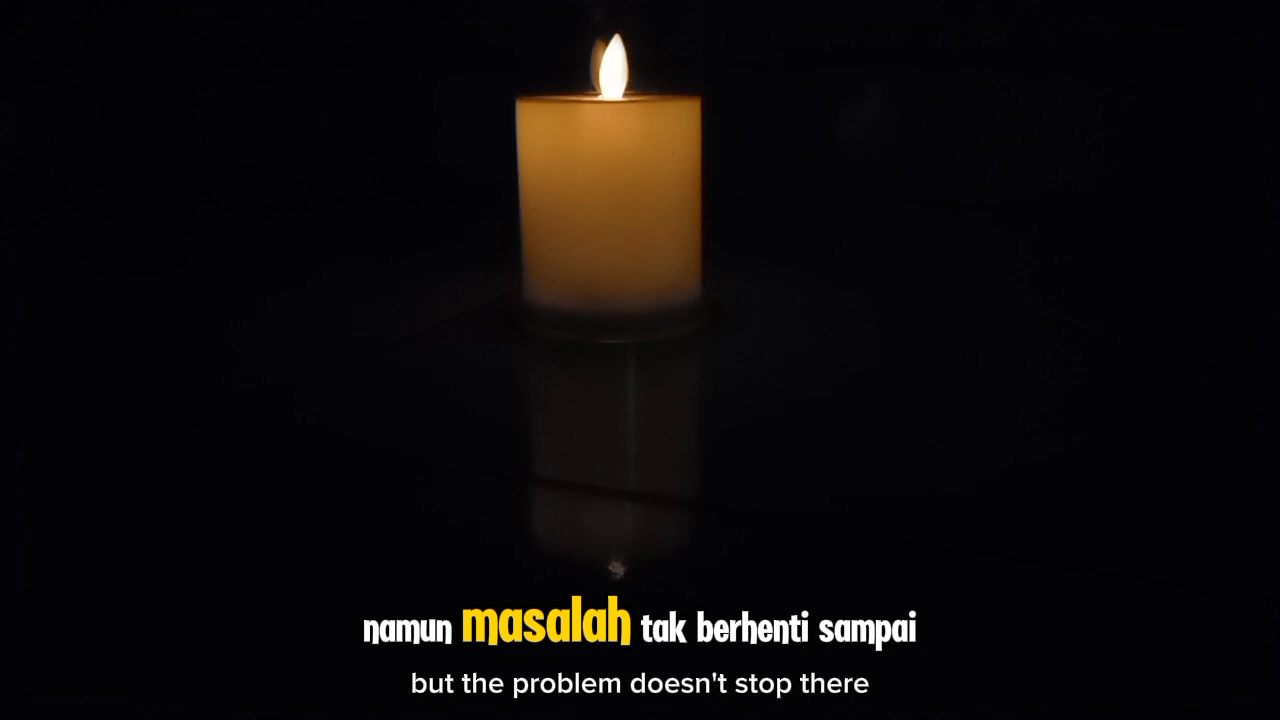 namun masalah tak berhenti sampai
but the problem doesn't stop there